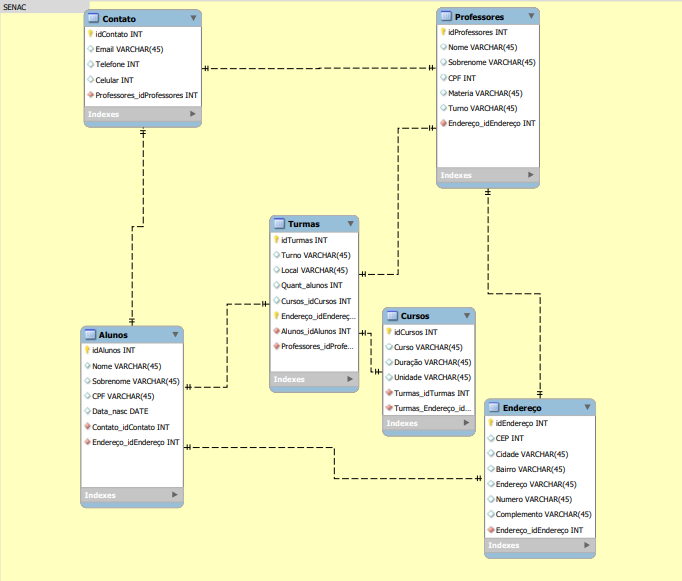 SENAC
Contato
idContato INT
Email VARCHAR(45)
Telefone INT
Celular INT
Professores_idProfessores INT
Indexes
Professores
idProfessores INT
Nome VARCHAR(45)
Sobrenome VARCHAR(45)
CPF INT
Materia VARCHAR(45)
Turno VARCHAR(45)
Endereço_idEndereço INT
Indexes
Turmas
idTurmas INT
Turno VARCHAR(45)
Local VARCHAR(45)
Quant_alunos INT
Cursos_idCursos INT
Endereço_idEndereç...
Alunos_idAlunos INT
Professores_idProfe...
Indexes
Cursos
idCursos INT
Curso VARCHAR(45)
Duração VARCHAR(45)
Unidade VARCHAR(45)
Turmas_idTurmas INT
Turmas_Endereço_id...
Indexes
Alunos
idAlunos INT
Nome VARCHAR(45)
Sobrenome VARCHAR(45)
CPF VARCHAR(45)
Data_nasc DATE
Contato_idContato INT
Endereço_idEndereço INT
Indexes
Endereço
idEndereço INT
CEP INT
Cidade VARCHAR(45)
Bairro VARCHAR(45)
Endereço VARCHAR(45)
Numero VARCHAR(45)
Complemento VARCHAR(45)
Endereço_idEndereço INT
Indexes